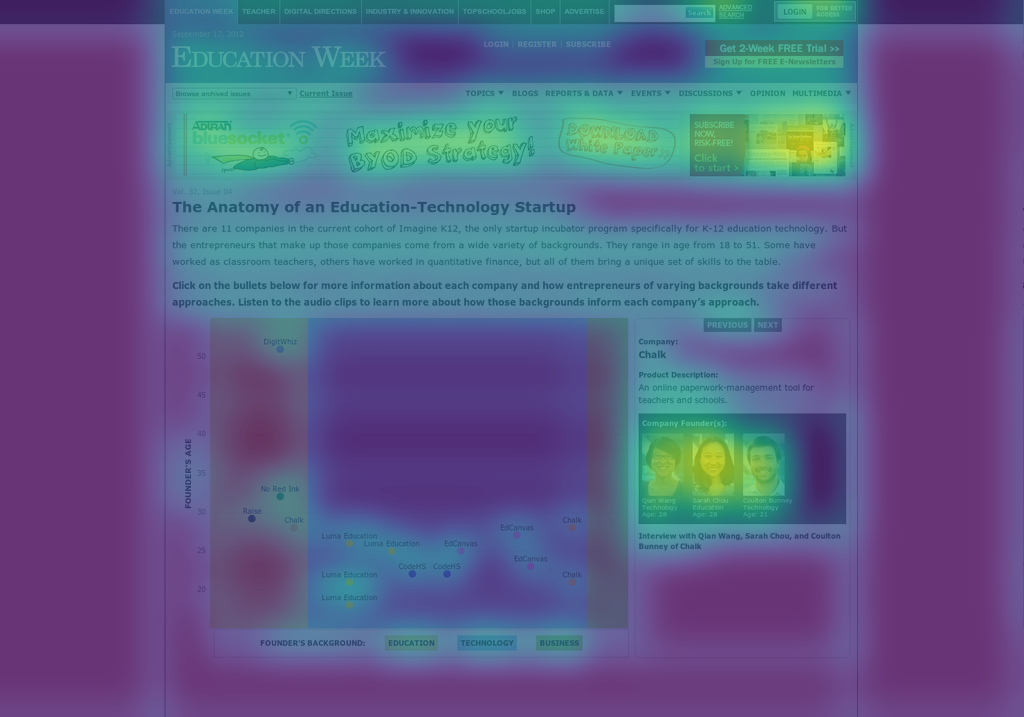 EDUCATION WEEK TEACHER DIGITAL DIRECTIONS INDUSTRY & INNOVATION TOPSCHOOLJOBS SHOP ADVERTISE Search ADVANCED SEARCH LOGIN FOR BETTER ACCESS
September 17, 2012
EDUCATION WEEK
LOGIN | REGISTER | SUBSCRIBE
Get 2-Week FREE Trial >>
Sign Up for FREE E-Newsletters
Browse archived issues Current Issue TOPICS BLOGS REPORTS & DATA EVENTS DISCUSSIONS OPINION MULTIMEDIA
ADTRAN
bluesocket
Maximize your
BYOD Strategy!
DOWNLOAD
White Paper
SUBSCRIBE
NOW,
RISK-FREE!
Click
to start >
Vol. 32, Issue 04
The Anatomy of an Education-Technology Startup
There are 11 companies in the current cohort of Imagine K12, the only startup incubator program specifically for K-12 education technology. But
the entrepreneurs that make up those companies come from a wide variety of backgrounds. They range in age from 18 to 51. Some have
worked as classroom teachers, others have worked in quantitative finance, but all of them bring a unique set of skills to the table.
Click on the bullets below for more information about each company and how entrepreneurs of varying backgrounds take different
approaches. Listen to the audio clips to learn more about how those backgrounds inform each company's approach.
FOUNDER'S AGE
50
45
40
35
30
25
20
DigitWhiz
No Red Ink
Raise
Chalk
Luma Education
Luma Education
EdCanvas
EdCanvas
Chalk
CodeHS
CodeHS
EdCanvas
Luma Education
Chalk
Luma Education
FOUNDER'S BACKGROUND: EDUCATION TECHNOLOGY BUSINESS
PREVIOUS NEXT
Company:
Chalk
Product Description:
An online paperwork-management tool for
teachers and schools.
Company Founder(s):
Qian Wang
Technology
Age: 26
Sarah Chou
Education
Age: 28
Coulton Bunney
Technology
Age: 21
Interview with Qian Wang, Sarah Chou, and Coulton
Bunney of Chalk